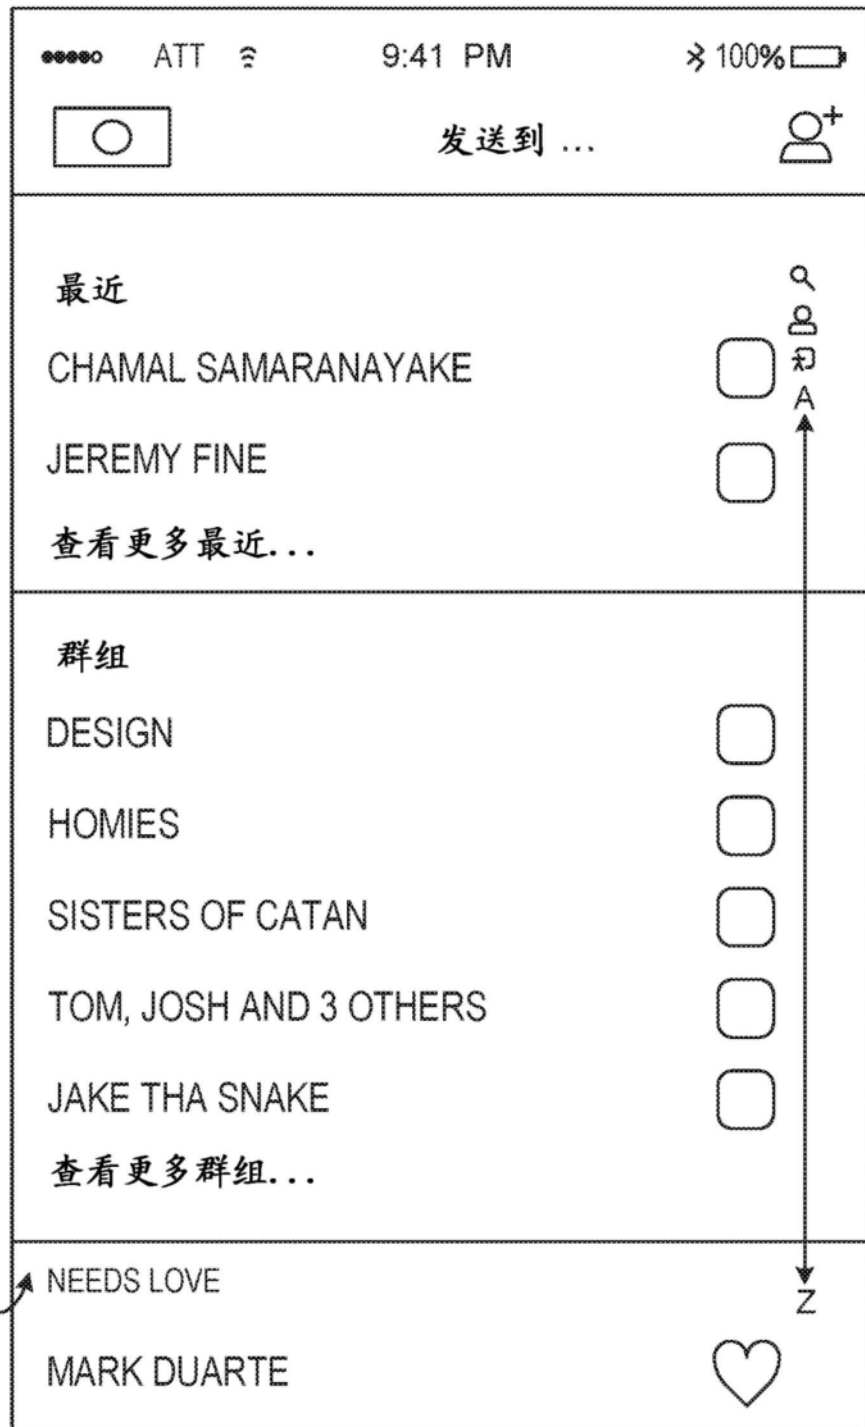 ATT 9:41 PM 100%
发送到 ...
最近
CHAMAL SAMARANAYAKE
A
JEREMY FINE
查看更多最近...
群组
DESIGN
HOMIES
SISTERS OF CATAN
TOM, JOSH AND 3 OTHERS
JAKE THA SNAKE
查看更多群组...
NEEDS LOVE
Z
MARK DUARTE